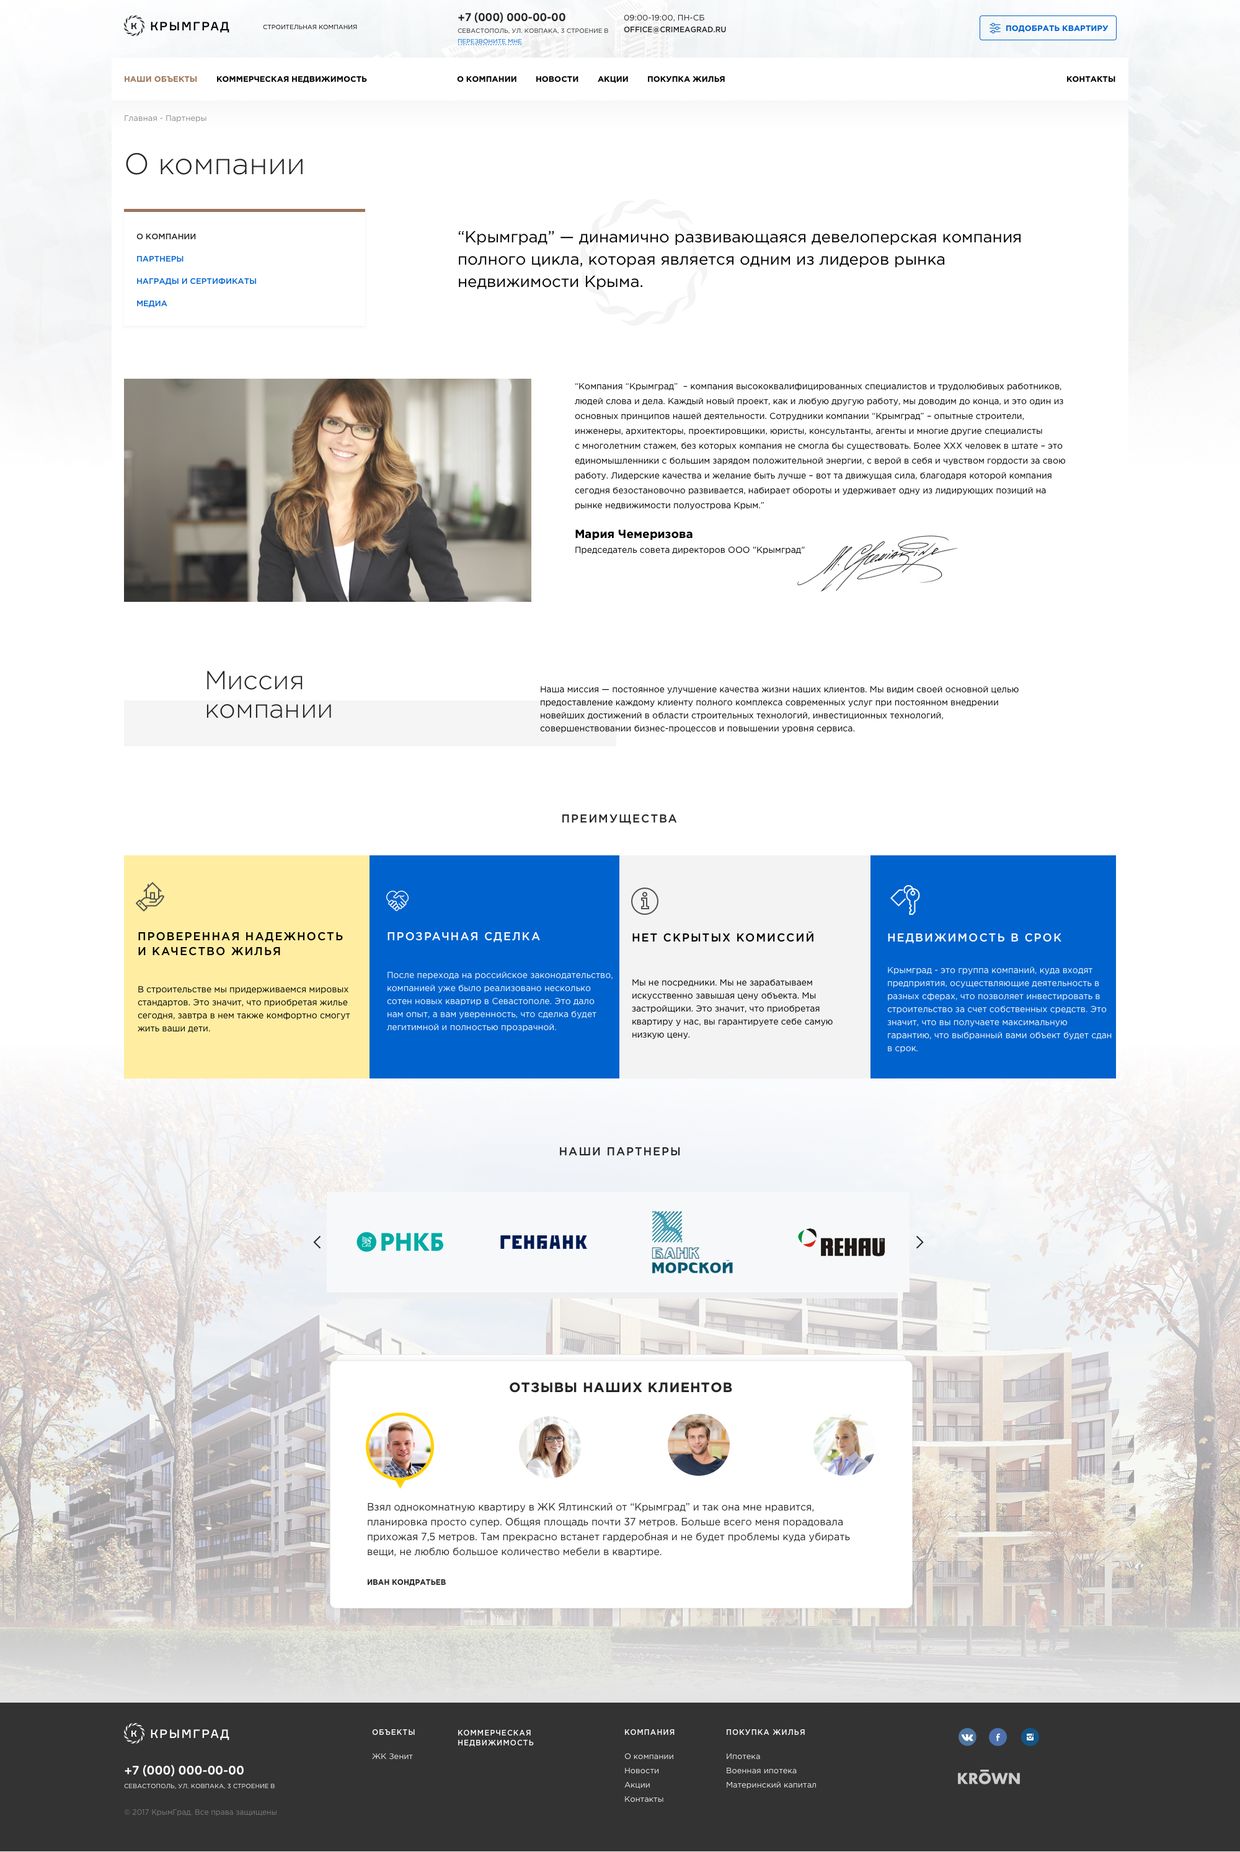 КРЫМГРАД
СТРОИТЕЛЬНАЯ КОМПАНИЯ
+7 (000) 000-00-00
СЕВАСТОПОЛЬ, УЛ. КОВПАКА, 3 СТРОЕНИЕ В
ПЕРЕЗВОНИТЕ МНЕ
09:00-19:00, ПН-СБ
OFFICE@CRIMEAGRAD.RU
ПОДОБРАТЬ КВАРТИРУ
НАШИ ОБЪЕКТЫ КОММЕРЧЕСКАЯ НЕДВИЖИМОСТЬ О КОМПАНИИ НОВОСТИ АКЦИИ ПОКУПКА ЖИЛЬЯ КОНТАКТЫ
Главная - Партнеры
О компании
О КОМПАНИИ
ПАРТНЕРЫ
НАГРАДЫ И СЕРТИФИКАТЫ
МЕДИА
“Крымград” — динамично развивающаяся девелоперская компания
полного цикла, которая является одним из лидеров рынка
недвижимости Крыма.
“Компания “Крымград” – компания высококвалифицированных специалистов и трудолюбивых работников,
людей слова и дела. Каждый новый проект, как и любую другую работу, мы доводим до конца, и это один из
основных принципов нашей деятельности. Сотрудники компании “Крымград” – опытные строители,
инженеры, архитекторы, проектировщики, юристы, консультанты, агенты и многие другие специалисты
с многолетним стажем, без которых компания не смогла бы существовать. Более ХХХ человек в штате – это
единомышленники с большим зарядом положительной энергии, с верой в себя и чувством гордости за свою
работу. Лидерские качества и желание быть лучше – вот та движущая сила, благодаря которой компания
сегодня безостановочно развивается, набирает обороты и удерживает одну из лидирующих позиций на
рынке недвижимости полуострова Крым.”
Мария Чемеризова
Председатель совета директоров ООО “Крымград”
Миссия
компании
Наша миссия — постоянное улучшение качества жизни наших клиентов. Мы видим своей основной целью
предоставление каждому клиенту полного комплекса современных услуг при постоянном внедрении
новейших достижений в области строительных технологий, инвестиционных технологий,
совершенствовании бизнес-процессов и повышении уровня сервиса.
ПРЕИМУЩЕСТВА
ПРОВЕРЕННАЯ НАДЕЖНОСТЬ
И КАЧЕСТВО ЖИЛЬЯ
В строительстве мы придерживаемся мировых
стандартов. Это значит, что приобретая жилье
сегодня, завтра в нем также комфортно смогут
жить ваши дети.
ПРОЗРАЧНАЯ СДЕЛКА
После перехода на российское законодательство,
компанией уже было реализовано несколько
сотен новых квартир в Севастополе. Это дало
нам опыт, а вам уверенность, что сделка будет
легитимной и полностью прозрачной.
НЕТ СКРЫТЫХ КОМИССИЙ
Мы не посредники. Мы не зарабатываем
искусственно завышая цену объекта. Мы
застройщики. Это значит, что приобретая
квартиру у нас, вы гарантируете себе самую
низкую цену.
НЕДВИЖИМОСТЬ В СРОК
Крымград - это группа компаний, куда входят
предприятия, осуществляющие деятельность в
разных сферах, что позволяет инвестировать в
строительство за счет собственных средств. Это
значит, что вы получаете максимальную
гарантию, что выбранный вами объект будет сдан
в срок.
НАШИ ПАРТНЕРЫ
РНКБ
ГЕНБАНК
БАНК
МОРСКОЙ
REHAU
ОТЗЫВЫ НАШИХ КЛИЕНТОВ
Взял однокомнатную квартиру в ЖК Ялтинский от “Крымград” и так она мне нравится,
планировка просто супер. Общяя площадь почти 37 метров. Больше всего меня порадовала
прихожая 7,5 метров. Там прекрасно встанет гардеробная и не будет проблемы куда убирать
вещи, не люблю большое количество мебели в квартире.
ИВАН КОНДРАТЬЕВ
КРЫМГРАД
+7 (000) 000-00-00
СЕВАСТОПОЛЬ, УЛ. КОВПАКА, 3 СТРОЕНИЕ В
© 2017 КрымГрад. Все права защищены
ОБЪЕКТЫ
ЖК Зенит
КОММЕРЧЕСКАЯ
НЕДВИЖИМОСТЬ
КОМПАНИЯ
О компании
Новости
Акции
Контакты
ПОКУПКА ЖИЛЬЯ
Ипотека
Военная ипотека
Материнский капитал
KRŌWN